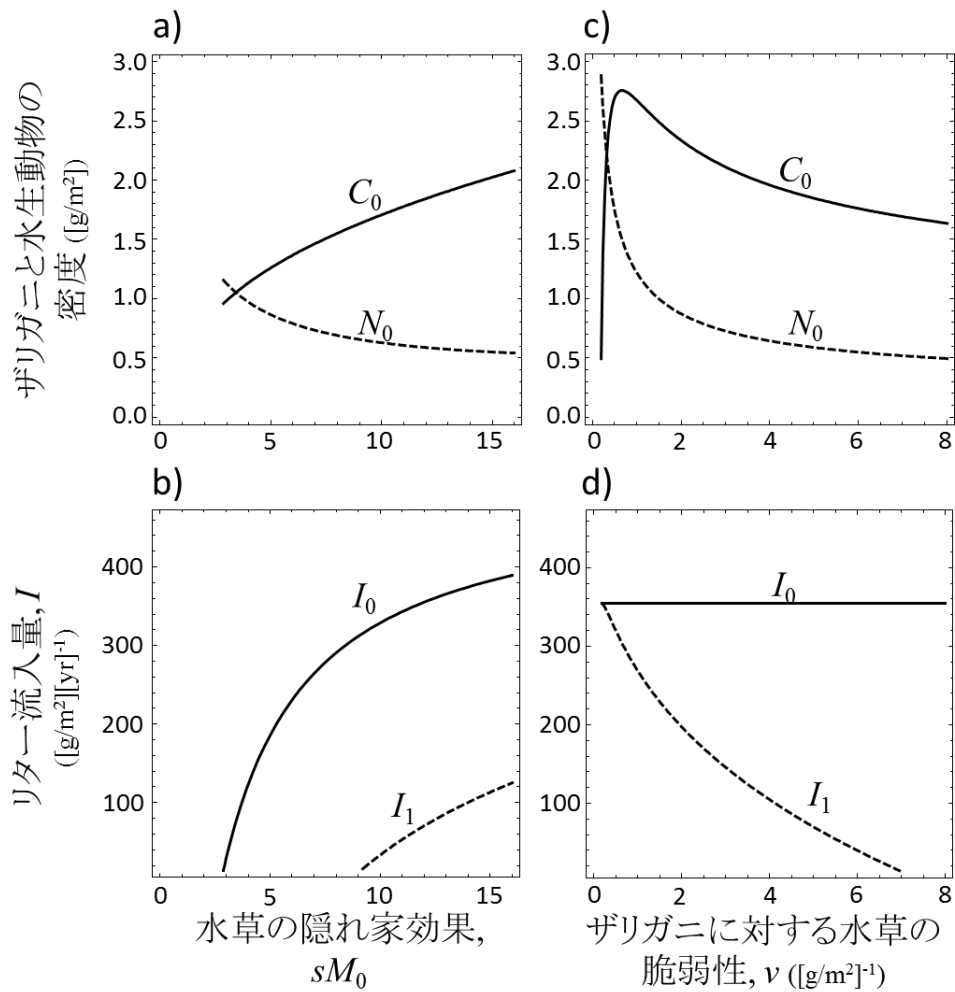 a)
ザリガニと水生動物の
密度 ([g/m²])
3.0
2.5
2.0
1.5
1.0
0.5
0.0
C₀
N₀
0 5 10 15
c)
3.0
2.5
2.0
1.5
1.0
0.5
0.0
C₀
N₀
0 2 4 6 8
b)
リター流入量, I
([g/m²][yr]⁻¹)
400
300
200
100
I₀
I₁
0 5 10 15
水草の隠れ家効果,
sM₀
d)
400
300
200
100
I₀
I₁
0 2 4 6 8
ザリガニに対する水草の
脆弱性, v ([g/m²]⁻¹)